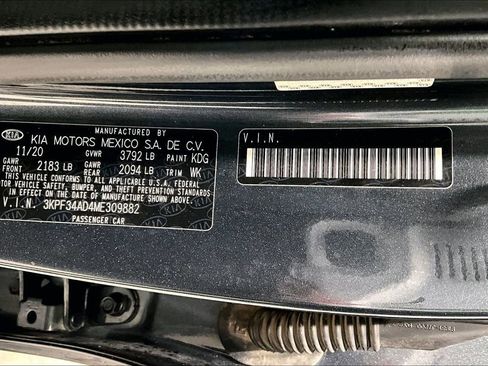 MANUFACTURED BY
KIA KIA MOTORS MEXICO S.A. DE C.V.
11/20 GVWR 3792 LB PAINT KDG
GAWR FRONT 2183 LB GAWR REAR 2094 LB TRIM WK
THIS VEHICLE CONFORMS TO ALL APPLICABLE U.S.A. FEDERAL
MOTOR VEHICLE SAFETY, BUMPER, AND THEFT PREVENTION STANDARDS
IN EFFECT ON THE DATE OF MANUFACTURE SHOWN ABOVE.
V.I.N. 3KPF34AD4ME309882
PASSENGER CAR
V.I.N.